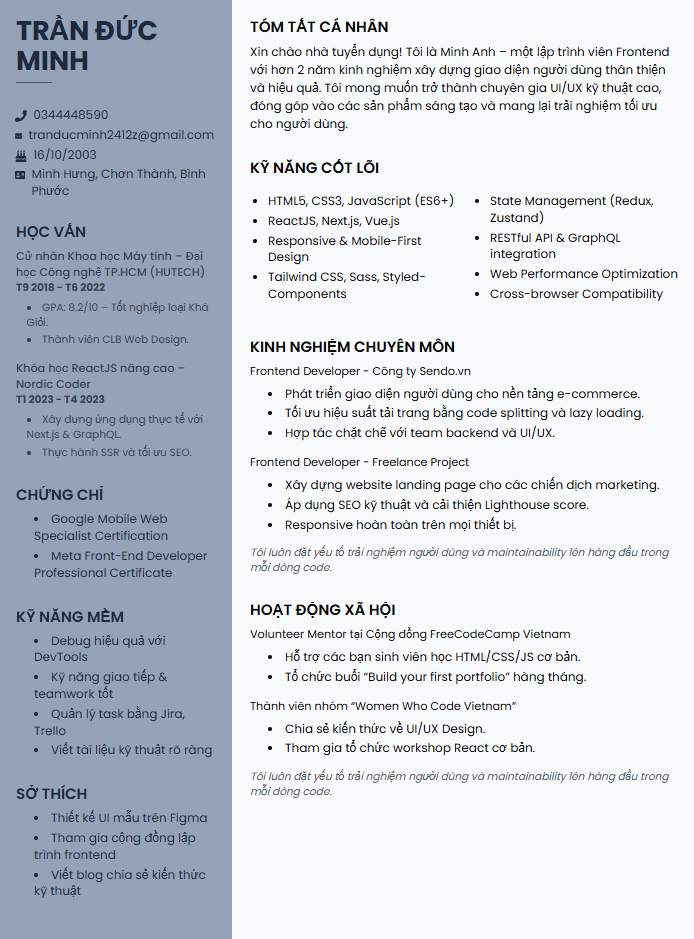 TRẦN ĐỨC
MINH
0344448590
tranducminh2412z@gmail.com
16/10/2003
Minh Hưng, Chơn Thành, Bình
Phước
HỌC VẤN
Cử nhân Khoa học Máy tính – Đại
học Công nghệ TP.HCM (HUTECH)
T9 2018 - T6 2022
• GPA: 8.2/10 – Tốt nghiệp loại Khá
Giỏi.
• Thành viên CLB Web Design.
Khóa học ReactJS nâng cao –
Nordic Coder
T1 2023 - T4 2023
• Xây dựng ứng dụng thực tế với
Next.js & GraphQL.
• Thực hành SSR và tối ưu SEO.
CHỨNG CHỈ
• Google Mobile Web
Specialist Certification
• Meta Front-End Developer
Professional Certificate
KỸ NĂNG MỀM
• Debug hiệu quả với
DevTools
• Kỹ năng giao tiếp &
teamwork tốt
• Quản lý task bằng Jira,
Trello
• Viết tài liệu kỹ thuật rõ ràng
SỞ THÍCH
• Thiết kế UI mẫu trên Figma
• Tham gia cộng đồng lập
trình frontend
• Viết blog chia sẻ kiến thức
kỹ thuật
TÓM TẮT CÁ NHÂN
Xin chào nhà tuyển dụng! Tôi là Minh Anh – một lập trình viên Frontend
với hơn 2 năm kinh nghiệm xây dựng giao diện người dùng thân thiện
và hiệu quả. Tôi mong muốn trở thành chuyên gia UI/UX kỹ thuật cao,
đóng góp vào các sản phẩm sáng tạo và mang lại trải nghiệm tối ưu
cho người dùng.
KỸ NĂNG CỐT LÕI
• HTML5, CSS3, JavaScript (ES6+)
• ReactJS, Next.js, Vue.js
• Responsive & Mobile-First
Design
• Tailwind CSS, Sass, Styled-
Components
• State Management (Redux,
Zustand)
• RESTful API & GraphQL
integration
• Web Performance Optimization
• Cross-browser Compatibility
KINH NGHIỆM CHUYÊN MÔN
Frontend Developer - Công ty Sendo.vn
• Phát triển giao diện người dùng cho nền tảng e-commerce.
• Tối ưu hiệu suất tải trang bằng code splitting và lazy loading.
• Hợp tác chặt chẽ với team backend và UI/UX.
Frontend Developer - Freelance Project
• Xây dựng website landing page cho các chiến dịch marketing.
• Áp dụng SEO kỹ thuật và cải thiện Lighthouse score.
• Responsive hoàn toàn trên mọi thiết bị.
Tôi luôn đặt yếu tố trải nghiệm người dùng và maintainability lên hàng đầu trong
mỗi dòng code.
HOẠT ĐỘNG XÃ HỘI
Volunteer Mentor tại Cộng đồng FreeCodeCamp Vietnam
• Hỗ trợ các bạn sinh viên học HTML/CSS/JS cơ bản.
• Tổ chức buổi “Build your first portfolio” hàng tháng.
Thành viên nhóm “Women Who Code Vietnam”
• Chia sẻ kiến thức về UI/UX Design.
• Tham gia tổ chức workshop React cơ bản.
Tôi luôn đặt yếu tố trải nghiệm người dùng và maintainability lên hàng đầu trong
mỗi dòng code.